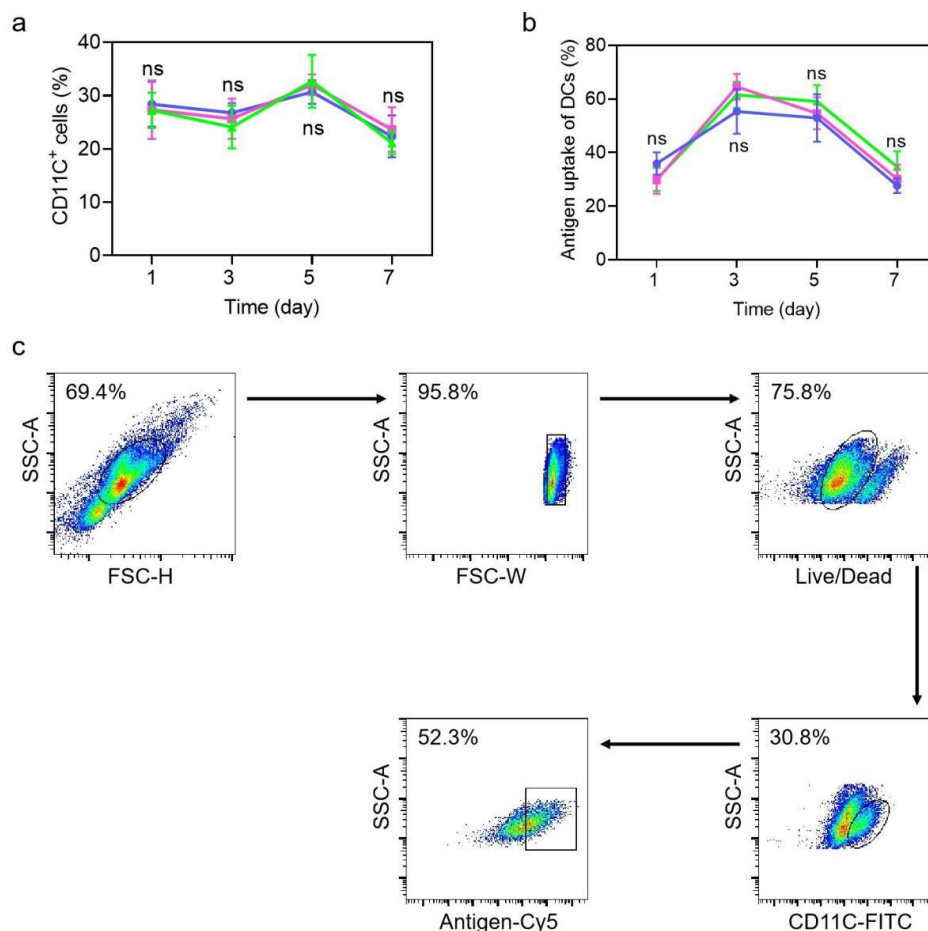 a
40
30
20
10
0
CD11C⁺ cells (%)
ns
ns
ns
ns
1 3 5 7
Time (day)
b
80
60
40
20
0
Antigen uptake of DCs (%)
ns
ns
ns
ns
1 3 5 7
Time (day)
c
69.4%
SSC-A
FSC-H
95.8%
SSC-A
FSC-W
75.8%
SSC-A
Live/Dead
52.3%
SSC-A
Antigen-Cy5
30.8%
SSC-A
CD11C-FITC